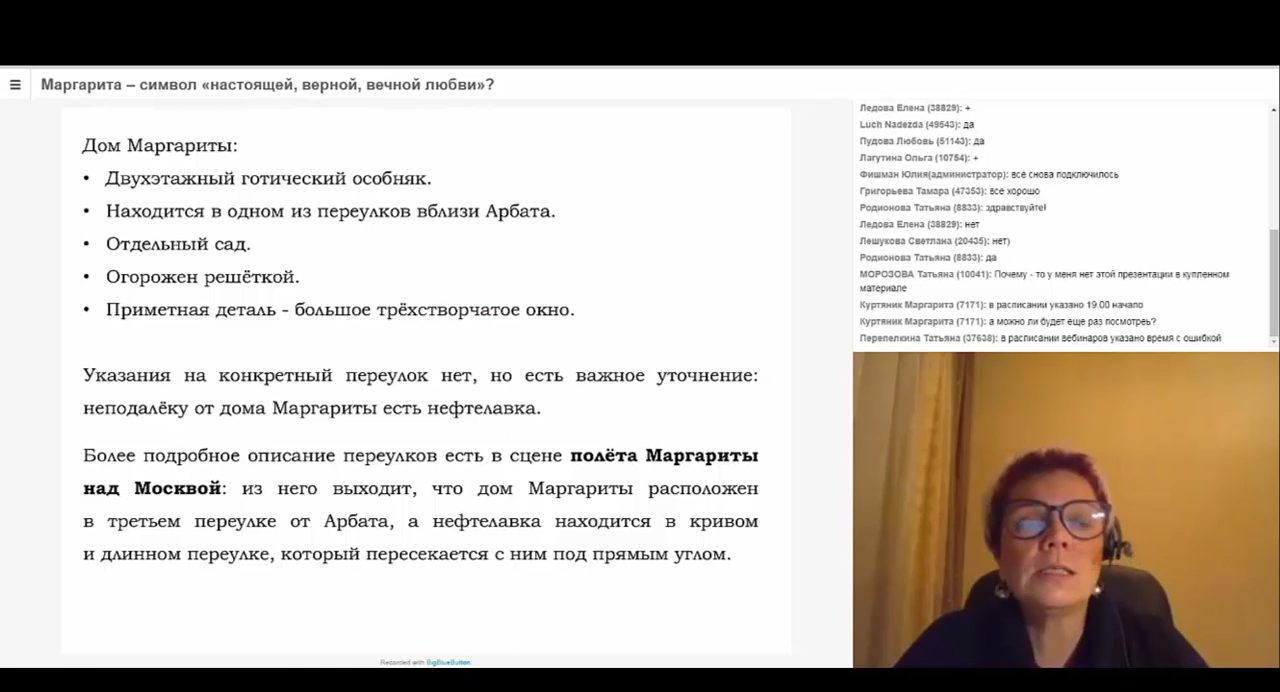 Маргарита – символ «настоящей, верной, вечной любви»?
Дом Маргариты:
• Двухэтажный готический особняк.
• Находится в одном из переулков вблизи Арбата.
• Отдельный сад.
• Огорожен решёткой.
• Приметная деталь - большое трёхстворчатое окно.
Указания на конкретный переулок нет, но есть важное уточнение:
неподалёку от дома Маргариты есть нефтелавка.
Более подробное описание переулков есть в сцене полёта Маргариты
над Москвой: из него выходит, что дом Маргариты расположен
в третьем переулке от Арбата, а нефтелавка находится в кривом
и длинном переулке, который пересекается с ним под прямым углом.
Recorded with BigBlueButton.
Ледова Елена (38829): +
Luch Nadezda (49543): да
Пудова Любовь (51143): да
Лагутина Ольга (10754): +
Фишман Юлия(администратор): все снова подключилось
Григорьева Тамара (47353): все хорошо
Родионова Татьяна (8833): здравствуйте!
Ледова Елена (38829): нет
Лешукова Светлана (20435): нет)
Родионова Татьяна (8833): да
МОРОЗОВА Татьяна (10041): Почему - то у меня нет этой презентации в купленном
материале
Куртяник Маргарита (7171): в расписании указано 19.00 начало
Куртяник Маргарита (7171): а можно ли будет еще раз посмотреь?
Перепелкина Татьяна (37638): в расписании вебинаров указано время с ошибкой